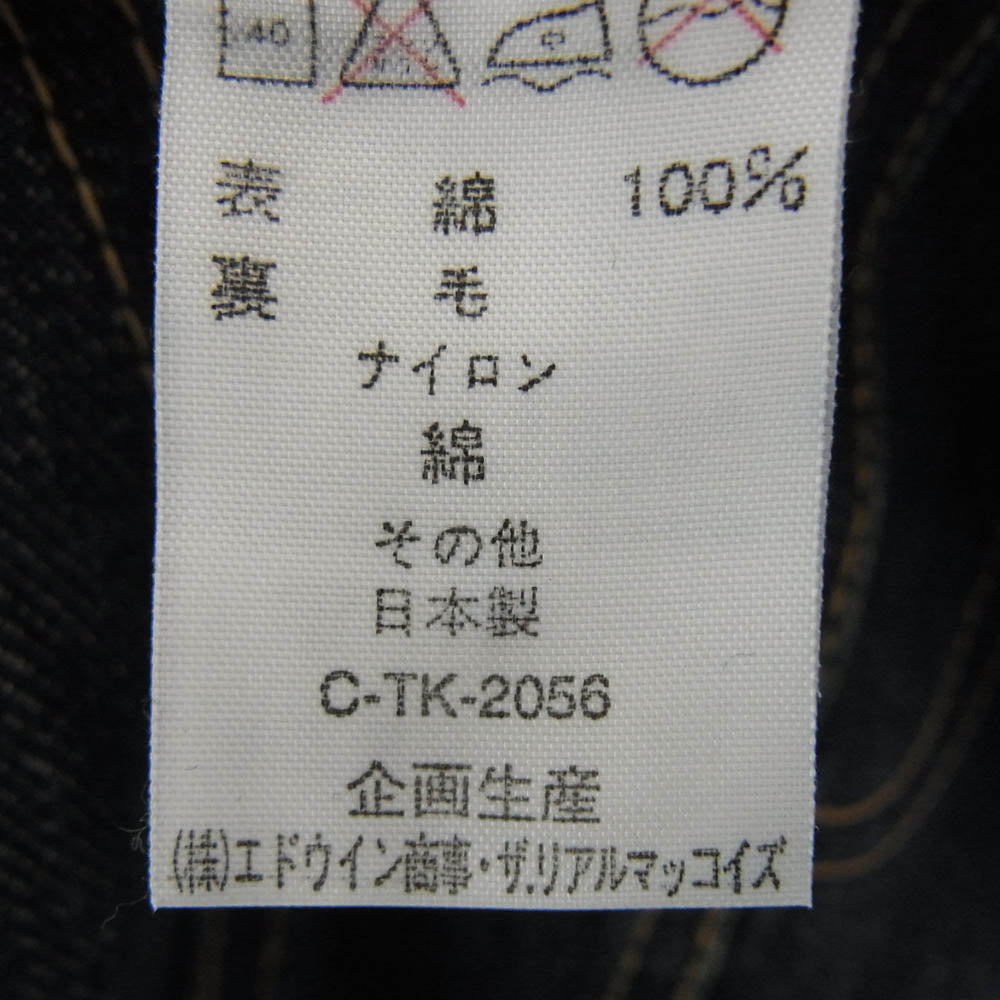 40
表 綿 100%
裏 毛
ナイロン
綿
その他
日本製
C-TK-2056
企画生産
(株)エドウイン商事・ザ.リアルマッコイズ